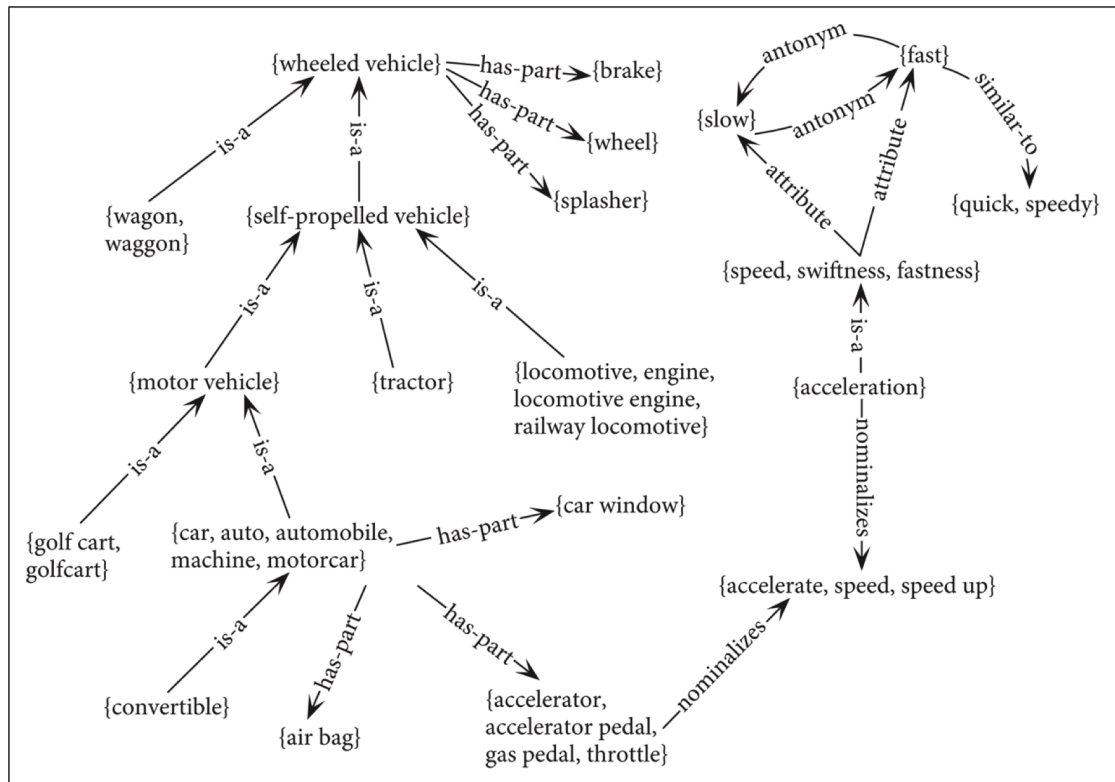 {wheeled vehicle}
has-part
{brake}
has-part
{wheel}
has-part
{splasher}
is-a
is-a
{wagon,
waggon}
{self-propelled vehicle}
is-a
is-a
is-a
{motor vehicle}
{tractor}
{locomotive, engine,
locomotive engine,
railway locomotive}
is-a
is-a
{golf cart,
golfcart}
{car, auto, automobile,
machine, motorcar}
has-part
{car window}
is-a
has-part
has-part
{convertible}
{air bag}
{accelerator,
accelerator pedal,
gas pedal, throttle}
nominalizes
antonym
{fast}
{slow}
antonym
similar-to
attribute
attribute
{quick, speedy}
{speed, swiftness, fastness}
is-a
{acceleration}
nominalizes
{accelerate, speed, speed up}